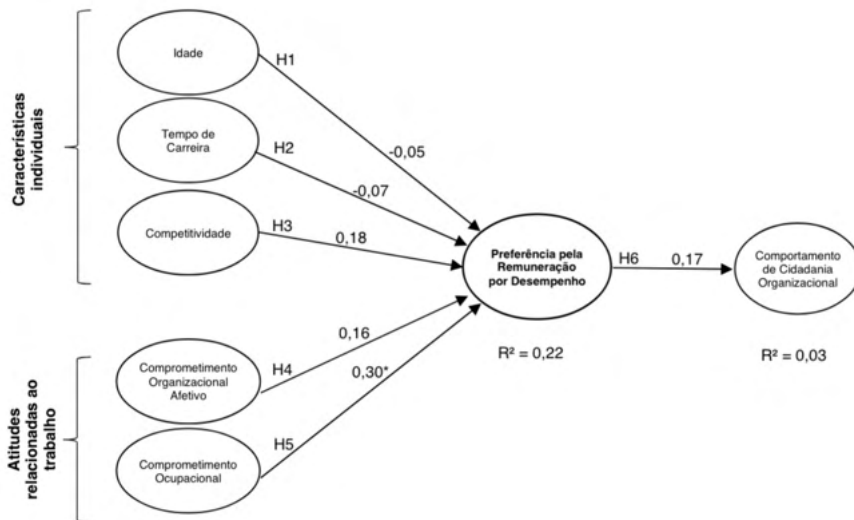 Características
individuais
Idade
H1
-0,05
Tempo de
Carreira
H2
-0,07
Competitividade
H3
0,18
Preferência pela
Remuneração
por Desempenho
R² = 0,22
H6
0,17
Comportamento
de Cidadania
Organizacional
R² = 0,03
Atitudes
relacionadas ao
trabalho
Comprometimento
Organizacional
Afetivo
H4
0,16
Comprometimento
Ocupacional
H5
0,30*